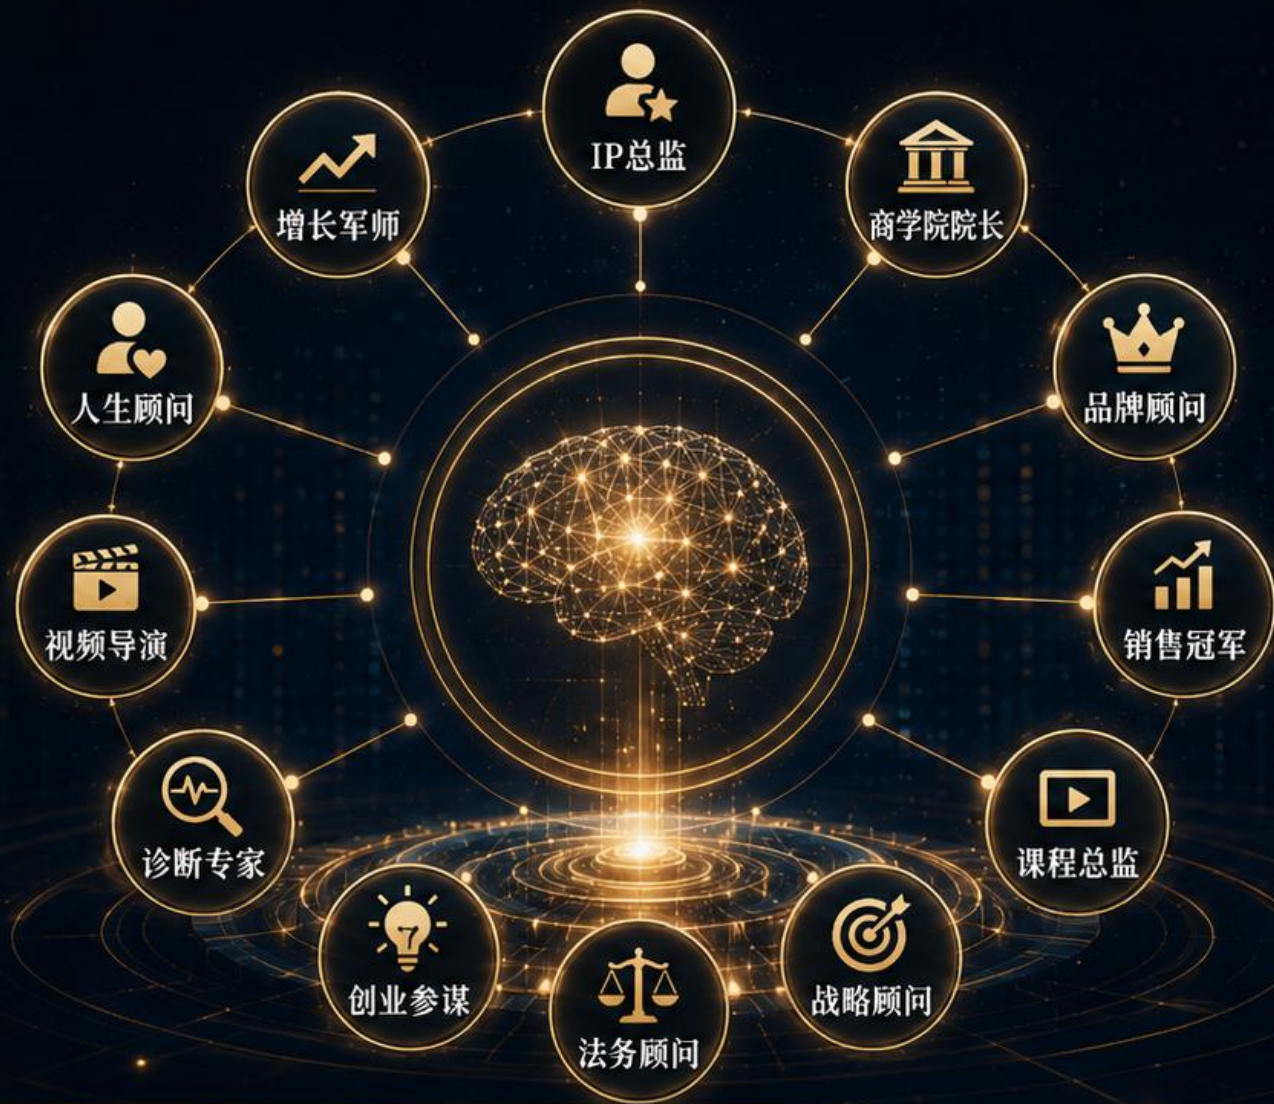 IP总监
增长军师
商学院院长
人生顾问
品牌顾问
视频导演
销售冠军
诊断专家
课程总监
创业参谋
战略顾问
法务顾问